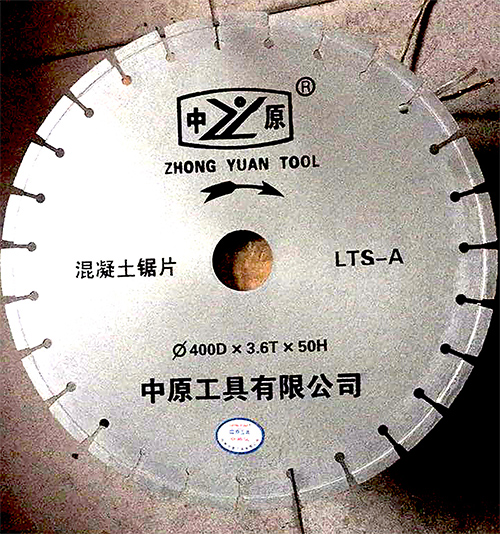 中 原 ®
ZHONG YUAN TOOL
混凝土锯片
LTS-A
Ø400D×3.6T×50H
中原工具有限公司